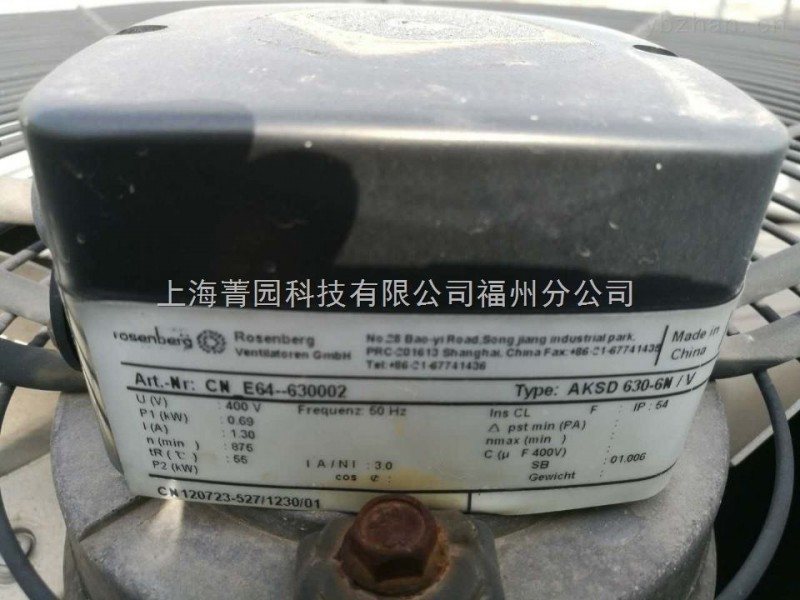 ybzhan.cn
上海菁园科技有限公司福州分公司
rosenberg Rosenberg Ventilatoren GmbH
No.28 Bao-yi Road,Song jiang industrial park,
PRC-201613 Shanghai, China Fax:+86-21-67741435
Tel:+86-21-67741436
Made in China
Art.-Nr: CN_E64--630002 Type: AKSD 630-6N / V
U (V) : 400 V Frequenz: 50 Hz Ins CL F IP : 54
P1 (kW) : 0.69 Δ pst min (PA) :
I (A) : 1.30 nmax (min ) :
n (min ) : 876 C (μ F 400V) :
tR (℃) : 55 I A / N I : 3.0 SB : 01.006
P2 (kW) cos ø : Gewicht :
CN120723-527/1230/01